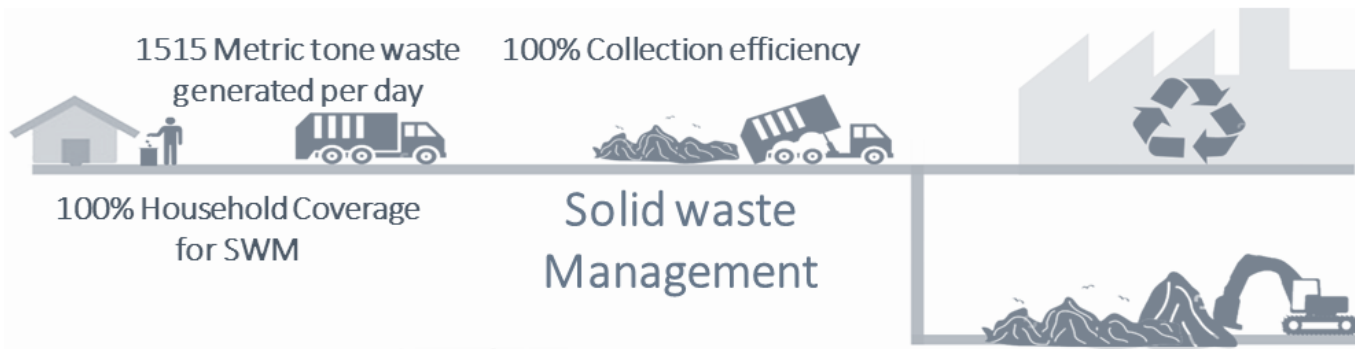 1515 Metric tone waste
generated per day
100% Collection efficiency
100% Household Coverage
for SWM
Solid waste
Management